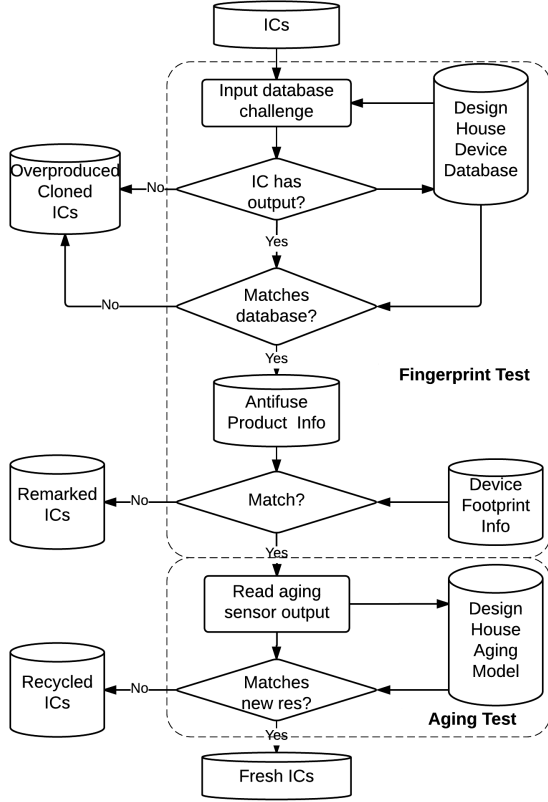 ICs
Input database
challenge
Design
House
Device
Database
Overproduced
Cloned
ICs
No
IC has
output?
Yes
No
Matches
database?
Yes
Fingerprint Test
Antifuse
Product Info
Remarked
ICs
No
Match?
Device
Footprint
Info
Yes
Read aging
sensor output
Design
House
Aging
Model
Recycled
ICs
No
Matches
new res?
Aging Test
Yes
Fresh ICs